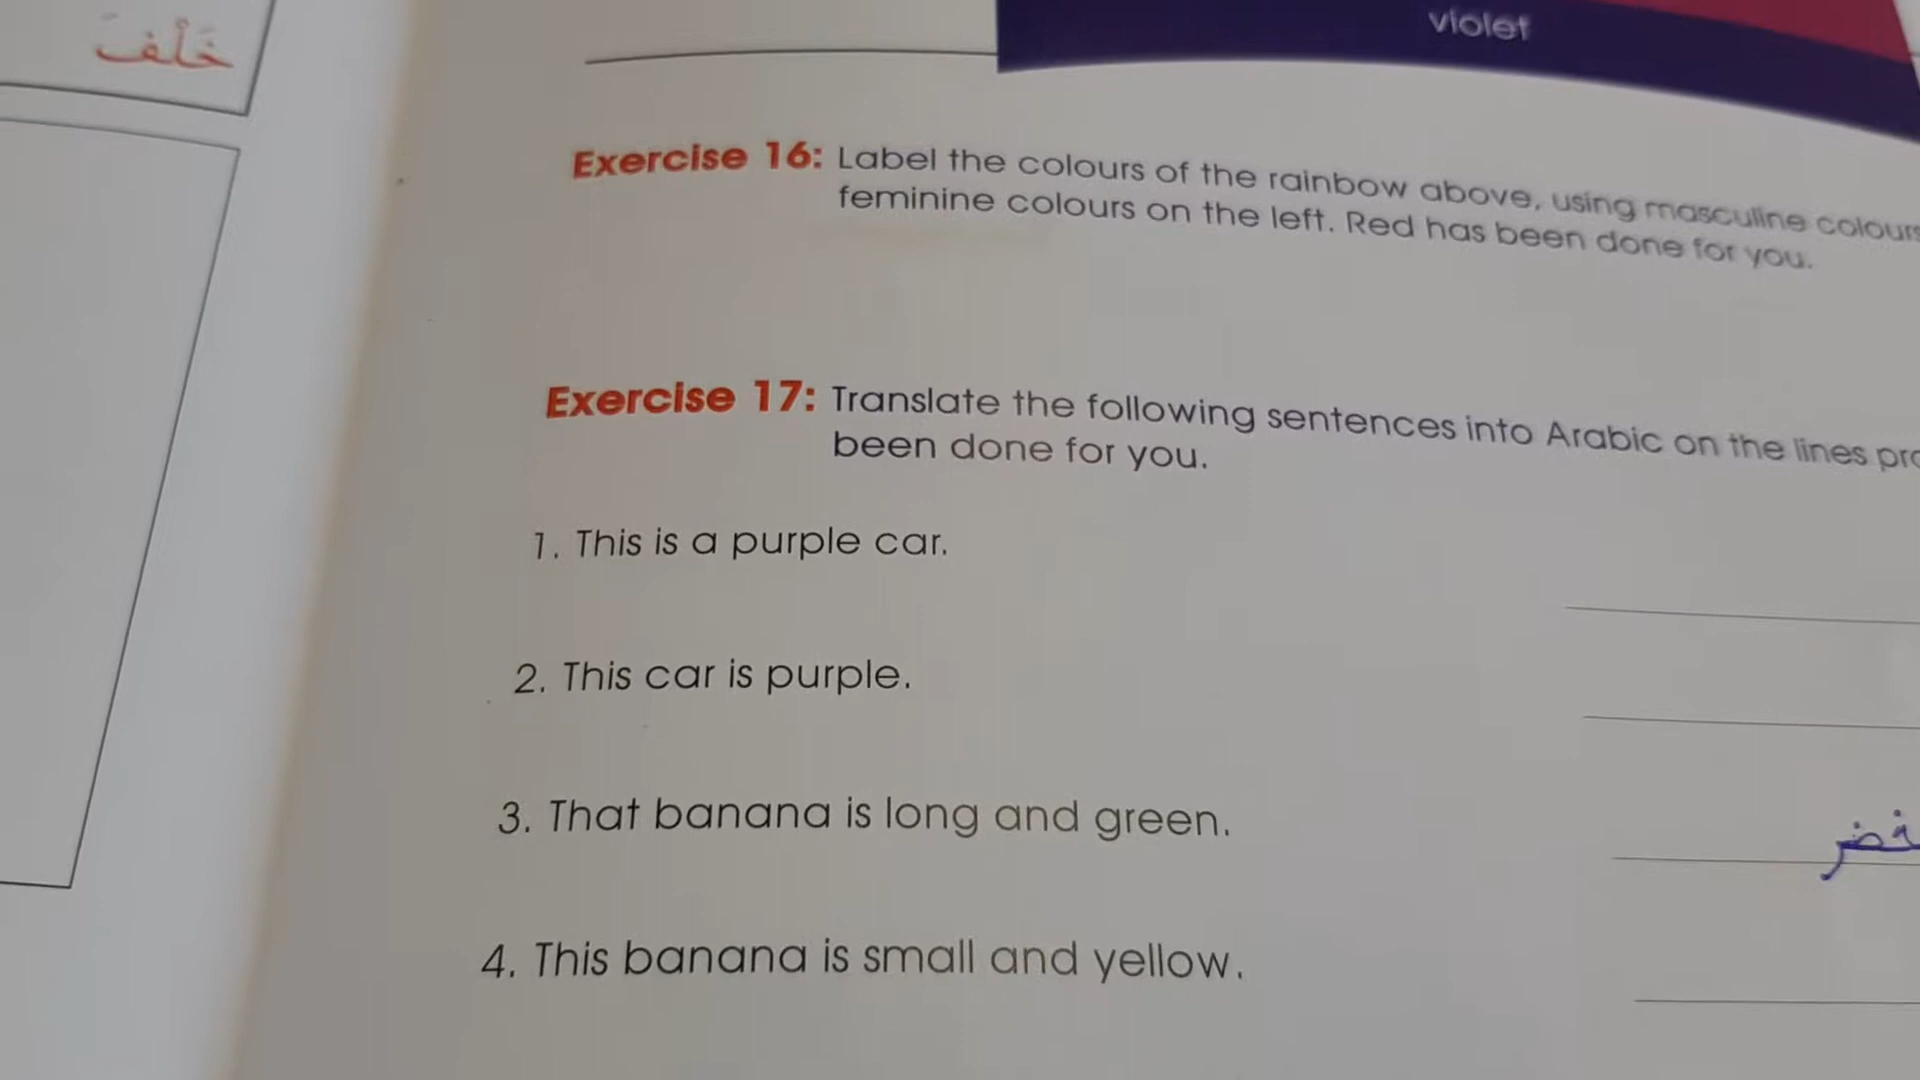 خَلْفَ
violet
Exercise 16: Label the colours of the rainbow above, using masculine colours
feminine colours on the left. Red has been done for you.
Exercise 17: Translate the following sentences into Arabic on the lines
been done for you.
1. This is a purple car.
2. This car is purple.
3. That banana is long and green.
4. This banana is small and yellow.